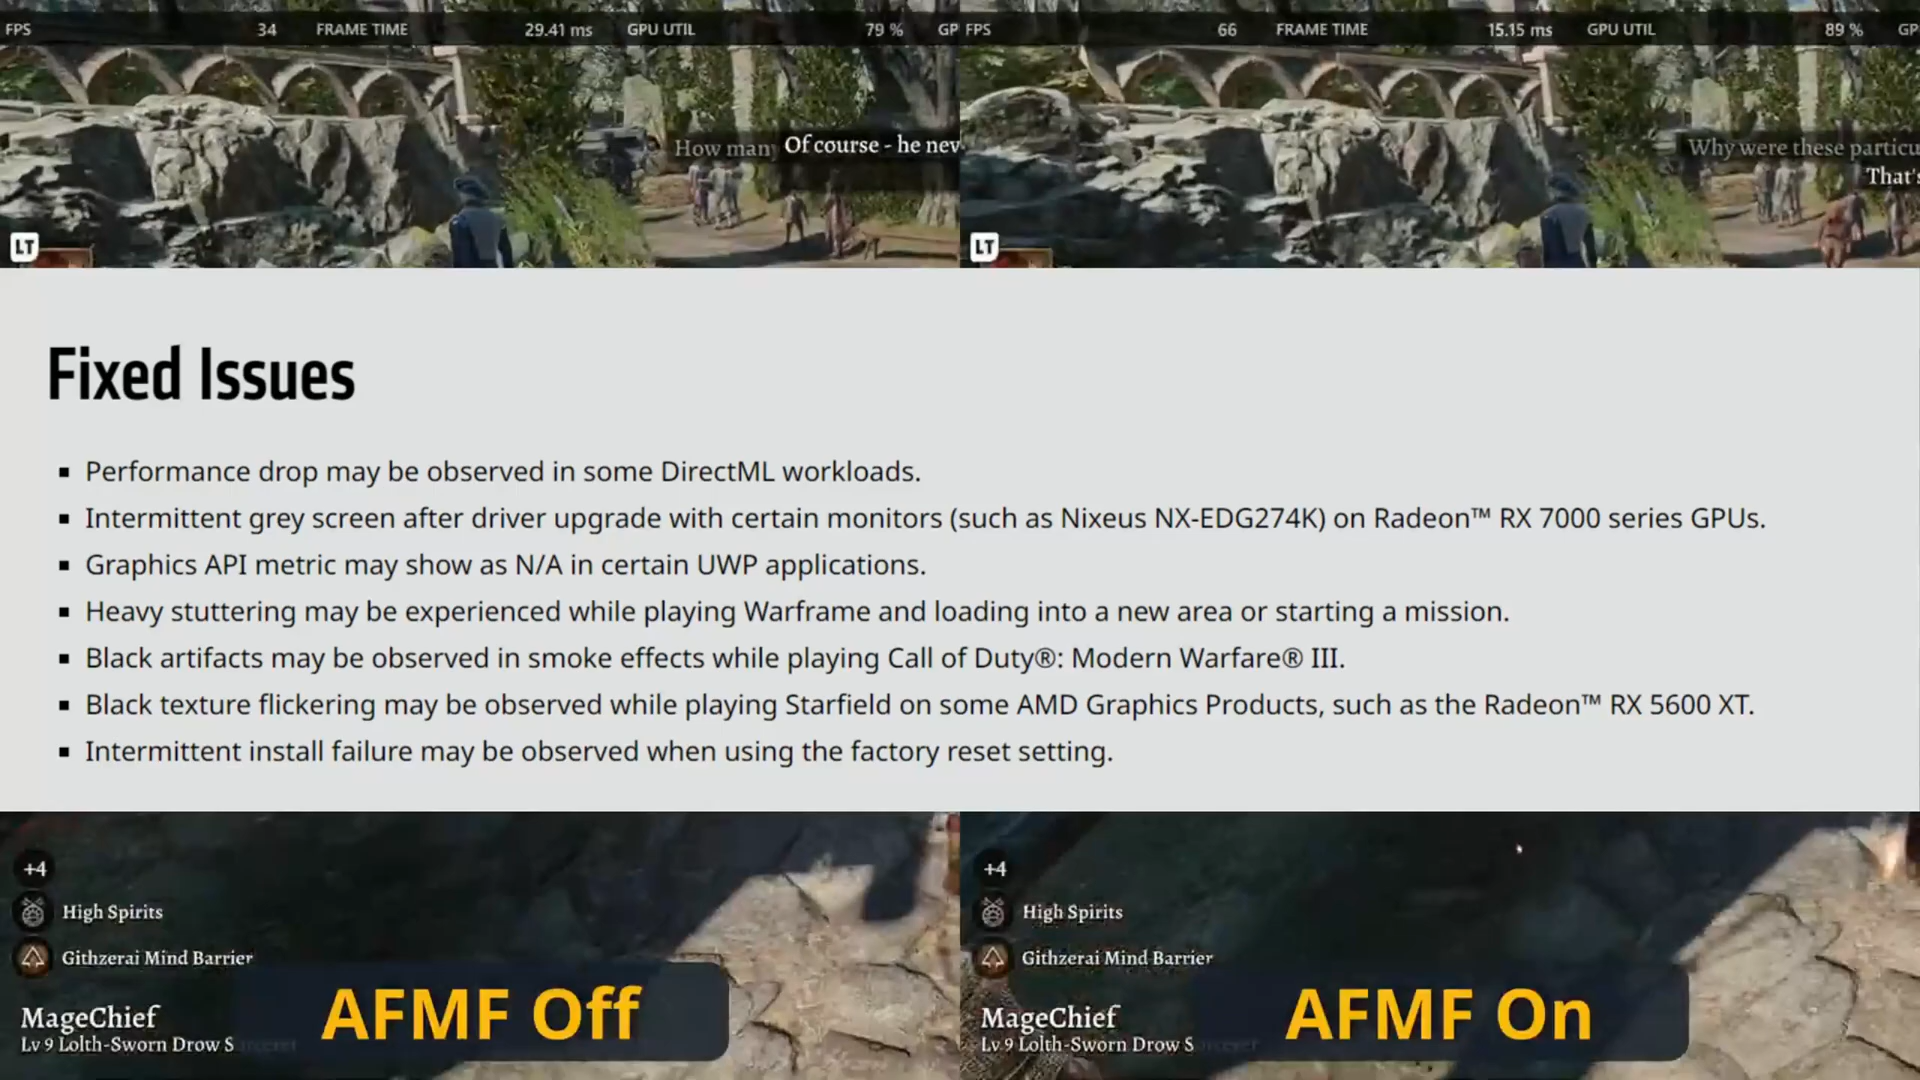 FPS 34 FRAME TIME 29.41 ms GPU UTIL 79 % GP
FPS 66 FRAME TIME 15.15 ms GPU UTIL 89 % GP
How many Of course - he nev
Why were these particu
That's
LT
LT
Fixed Issues
▪ Performance drop may be observed in some DirectML workloads.
▪ Intermittent grey screen after driver upgrade with certain monitors (such as Nixeus NX-EDG274K) on Radeon™ RX 7000 series GPUs.
▪ Graphics API metric may show as N/A in certain UWP applications.
▪ Heavy stuttering may be experienced while playing Warframe and loading into a new area or starting a mission.
▪ Black artifacts may be observed in smoke effects while playing Call of Duty®: Modern Warfare® III.
▪ Black texture flickering may be observed while playing Starfield on some AMD Graphics Products, such as the Radeon™ RX 5600 XT.
▪ Intermittent install failure may be observed when using the factory reset setting.
+4
High Spirits
Githzerai Mind Barrier
MageChief
Lv 9 Lolth-Sworn Drow S
AFMF Off
+4
High Spirits
Githzerai Mind Barrier
MageChief
Lv 9 Lolth-Sworn Drow S
AFMF On